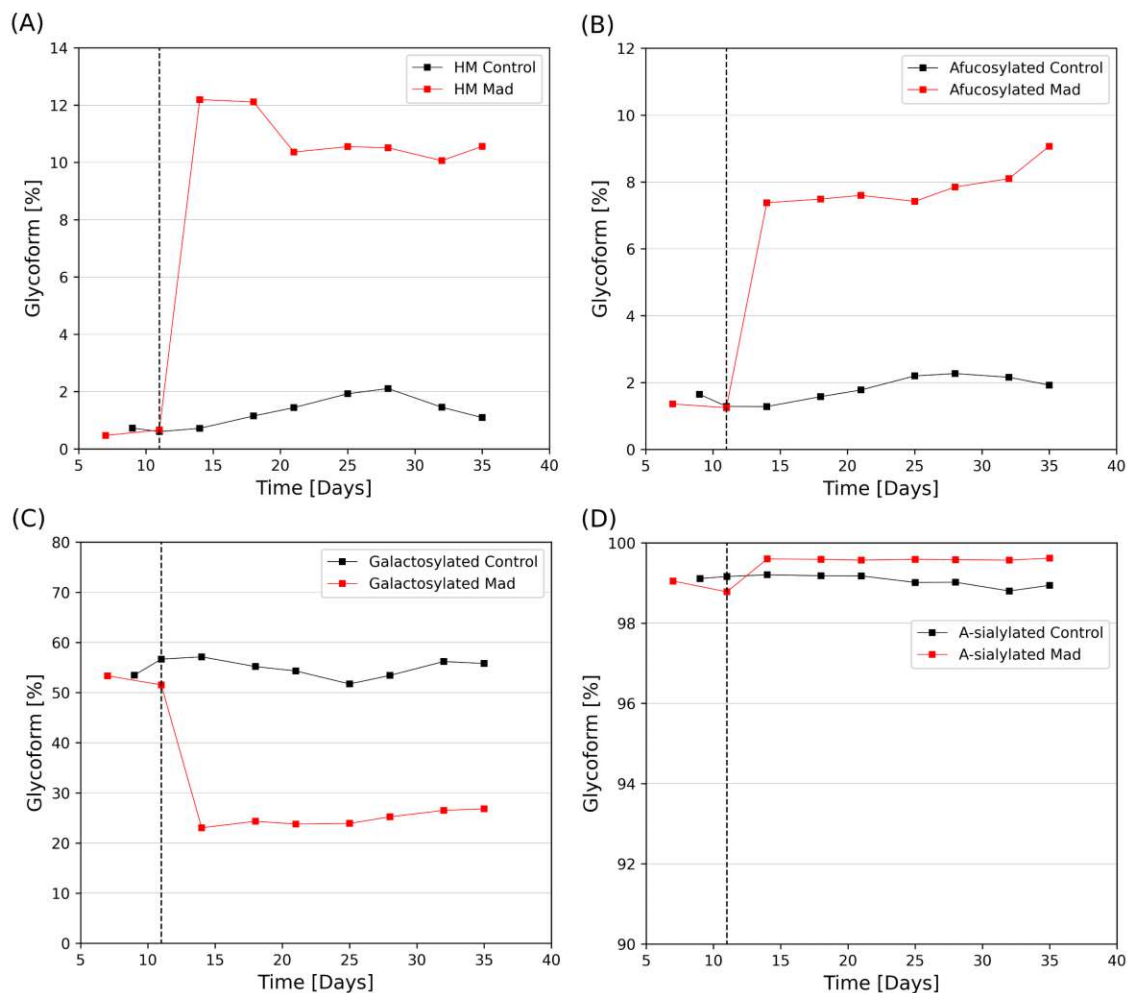 (A)
HM Control
HM Mad
Glycoform [%]
14
12
10
8
6
4
2
0
5 10 15 20 25 30 35 40
Time [Days]
(B)
Afucosylated Control
Afucosylated Mad
Glycoform [%]
12
10
8
6
4
2
0
5 10 15 20 25 30 35 40
Time [Days]
(C)
Galactosylated Control
Galactosylated Mad
Glycoform [%]
80
70
60
50
40
30
20
10
0
5 10 15 20 25 30 35 40
Time [Days]
(D)
A-sialylated Control
A-sialylated Mad
Glycoform [%]
100
98
96
94
92
90
5 10 15 20 25 30 35 40
Time [Days]